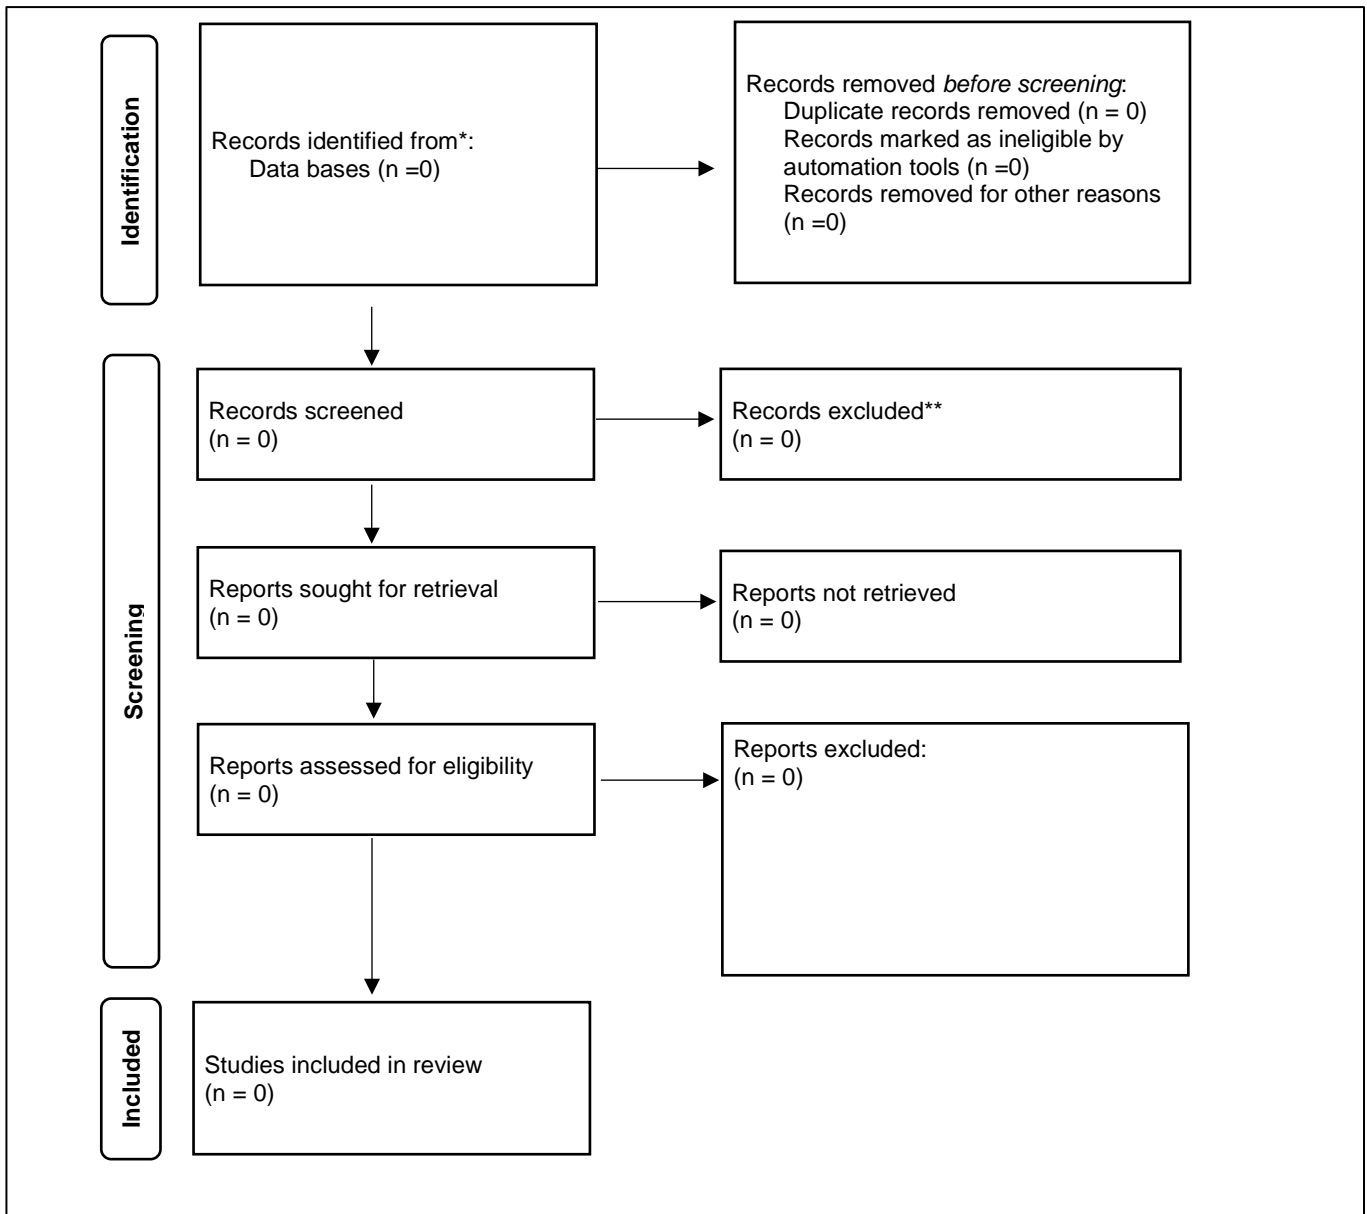 Identification
Records identified from*:
Data bases (n =0)
Records removed before screening:
Duplicate records removed (n = 0)
Records marked as ineligible by
automation tools (n =0)
Records removed for other reasons
(n =0)
Screening
Records screened
(n = 0)
Records excluded**
(n = 0)
Reports sought for retrieval
(n = 0)
Reports not retrieved
(n = 0)
Reports assessed for eligibility
(n = 0)
Reports excluded:
(n = 0)
Included
Studies included in review
(n = 0)